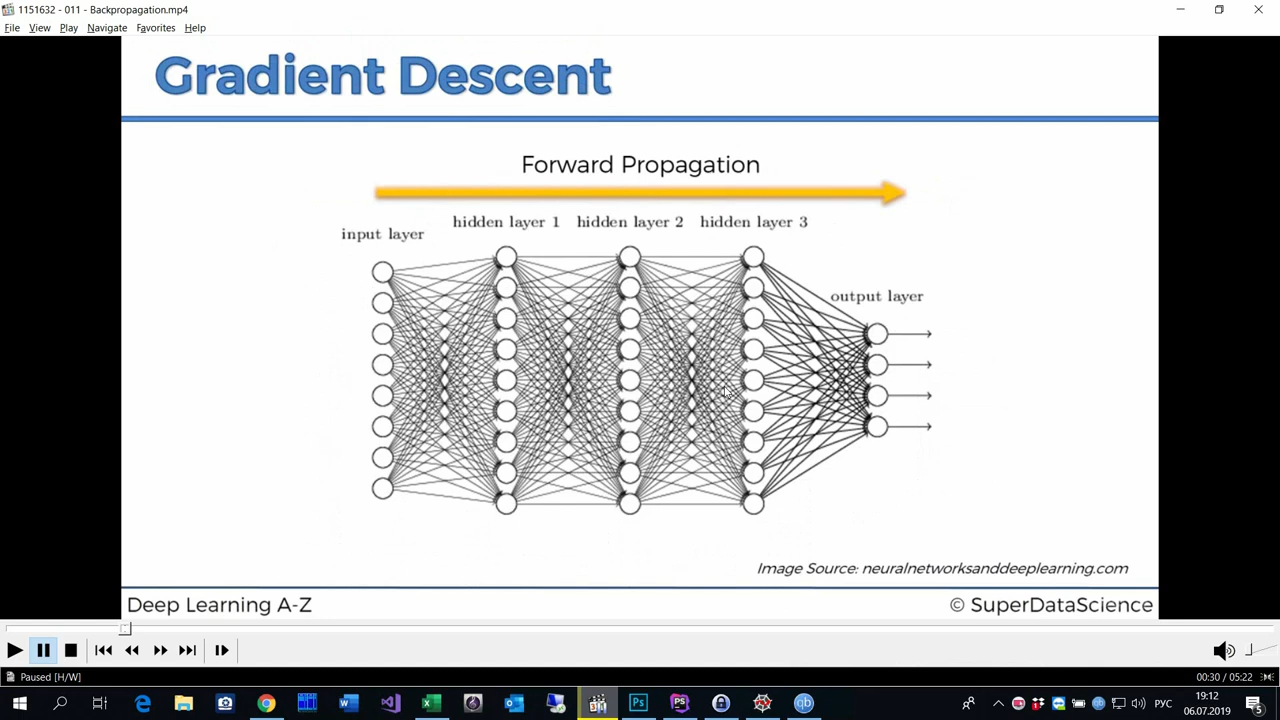 1151632 - 011 - Backpropagation.mp4
File View Play Navigate Favorites Help
Gradient Descent
Forward Propagation
input layer
hidden layer 1 hidden layer 2 hidden layer 3
output layer
Image Source: neuralnetworksanddeeplearning.com
Deep Learning A-Z
© SuperDataScience
Paused [H/W]
00:30 / 05:22
РУС
19:12
06.07.2019
5